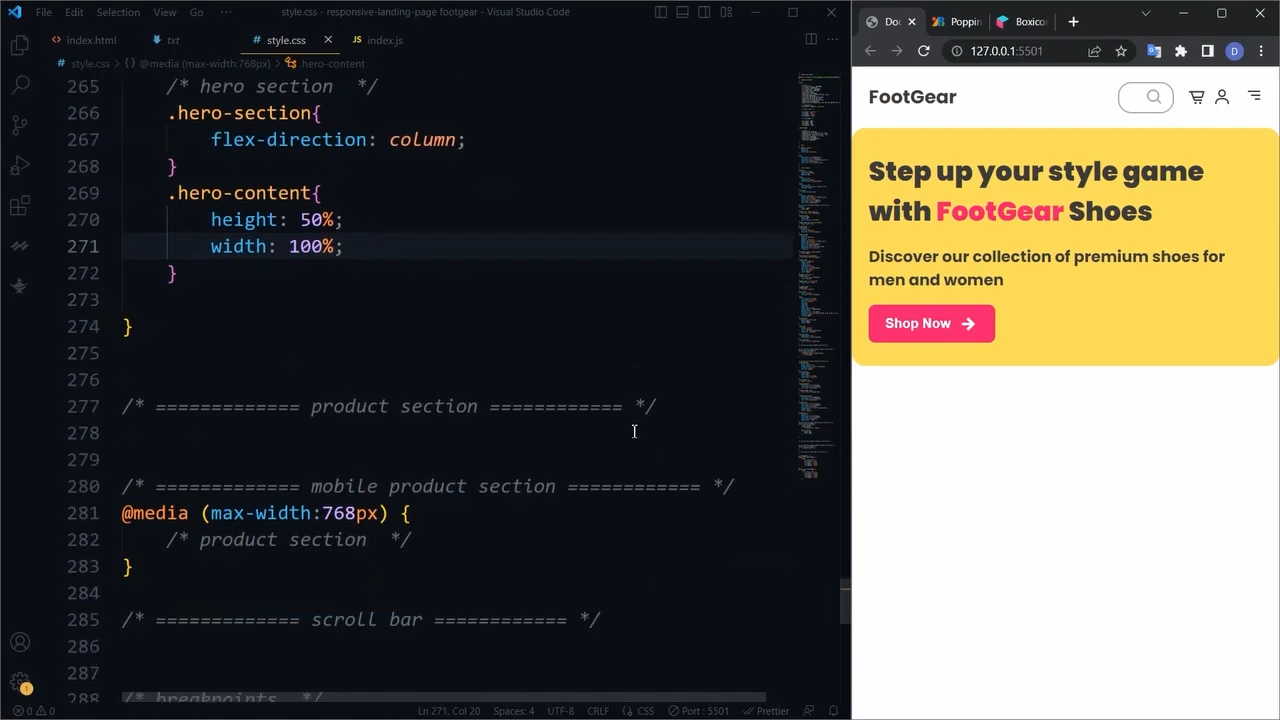 File Edit Selection View Go ··· style.css - responsive-landing-page footgear - Visual Studio Code
index.html txt style.css JS index.js
style.css > {} @media (max-width:768px) > .hero-content
265 /* hero section */
266 .hero-section{
267 flex-direction: column;
268 }
269 .hero-content{
270 height: 50%;
271 width: 100%;
272 }
273
274 }
275
276
277 /* ============= product section ============ */
278
279
280 /* ============= mobile product section ============ */
281 @media (max-width:768px) {
282 /* product section */
283 }
284
285 /* ============= scroll bar ============ */
286
287
288 /* breakpoints */
1
0 0 Ln 271, Col 20 Spaces: 4 UTF-8 CRLF {} CSS Port : 5501 Prettier
Doc Poppin Boxico
127.0.0.1:5501 D
FootGear
Step up your style game
with FootGear Shoes
Discover our collection of premium shoes for
men and women
Shop Now